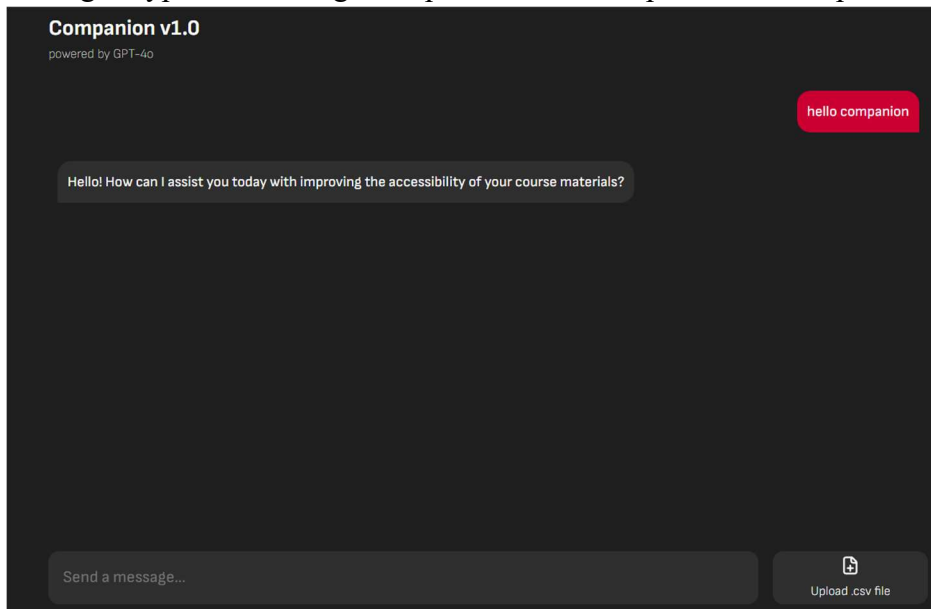 Companion v1.0
powered by GPT-4o
hello companion
Hello! How can I assist you today with improving the accessibility of your course materials?
Send a message...
Upload .csv file